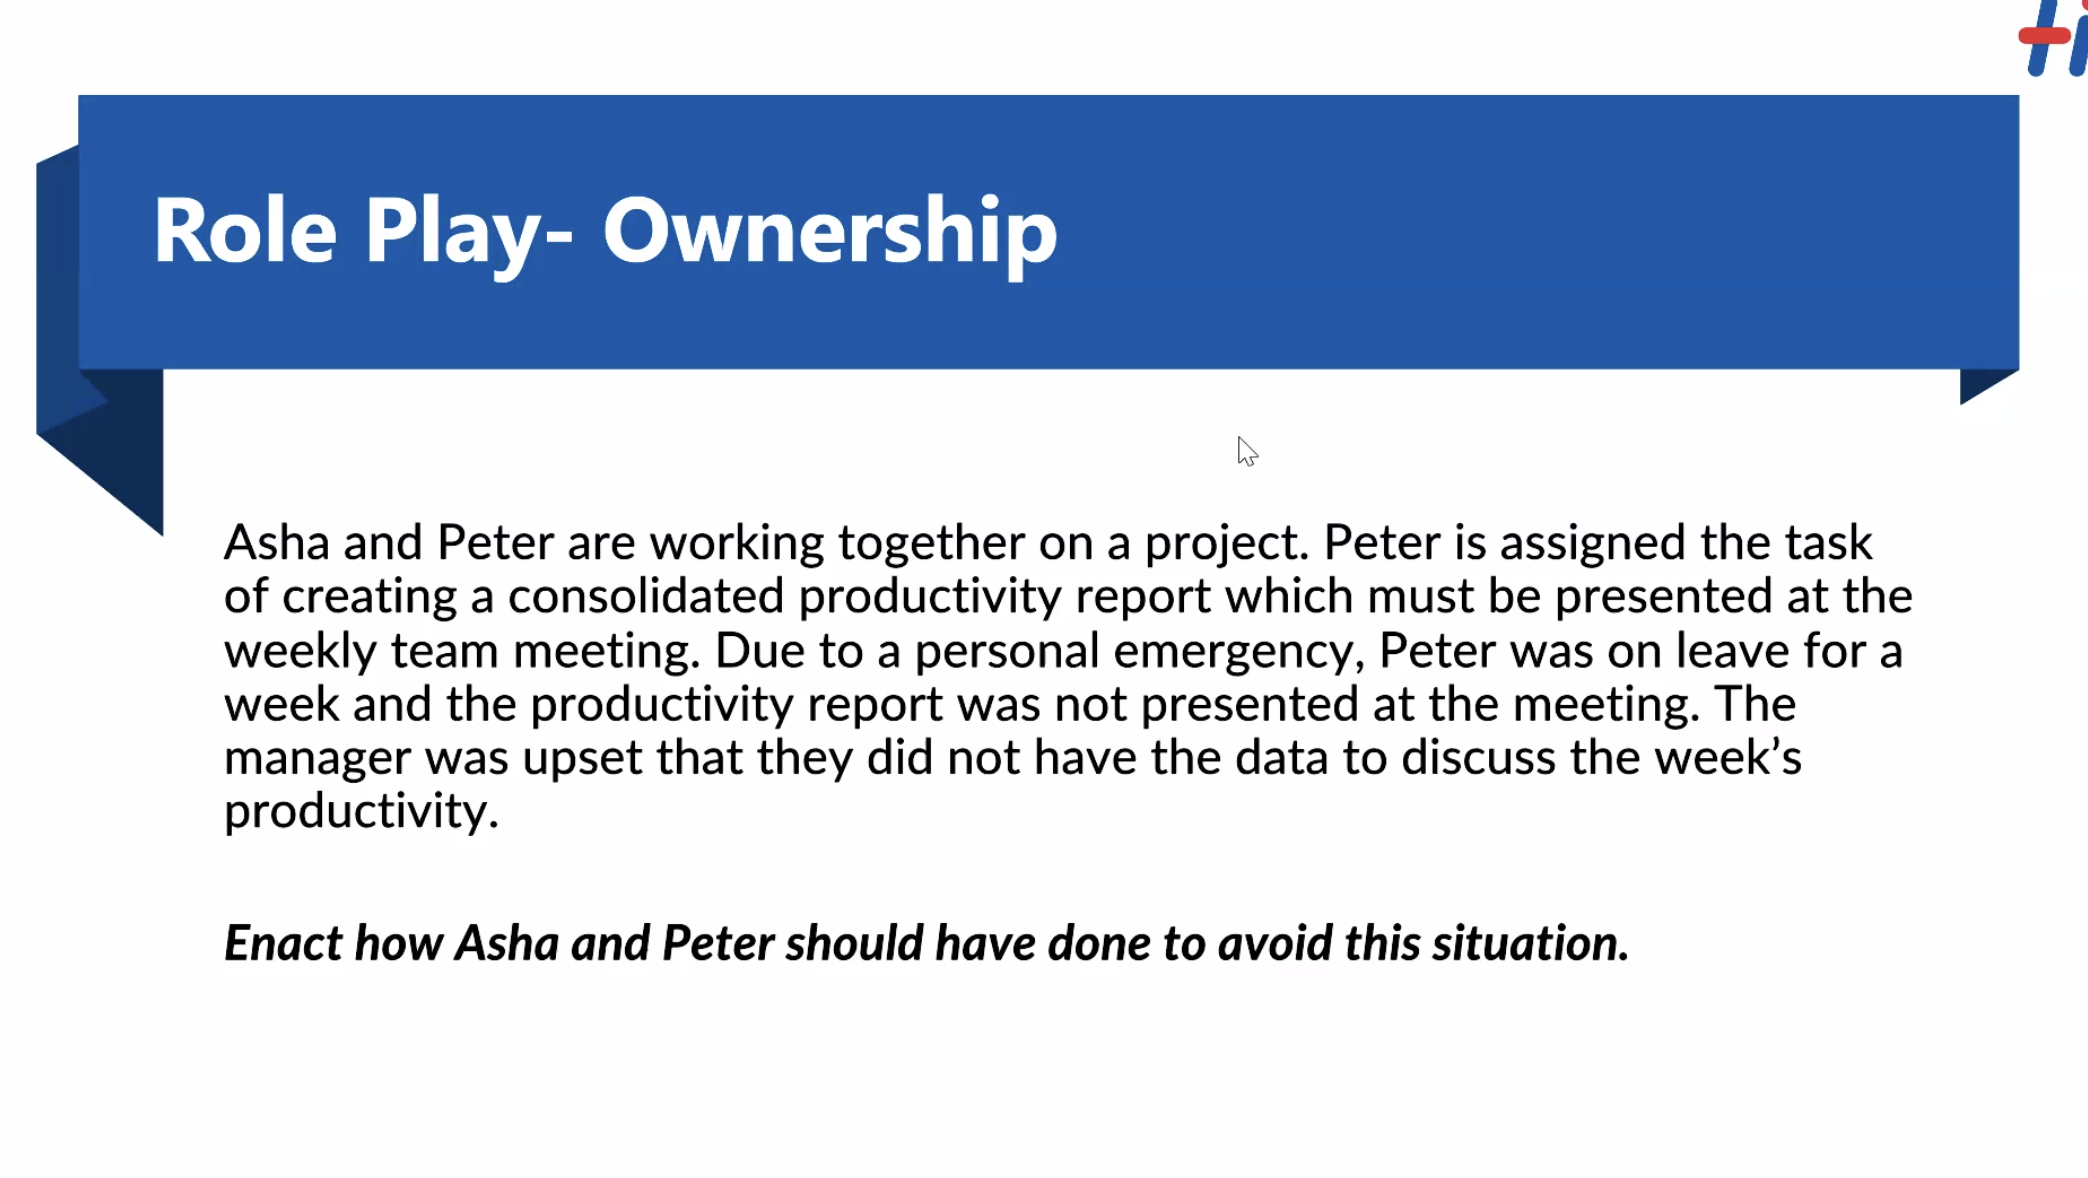 Role Play- Ownership
Asha and Peter are working together on a project. Peter is assigned the task
of creating a consolidated productivity report which must be presented at the
weekly team meeting. Due to a personal emergency, Peter was on leave for a
week and the productivity report was not presented at the meeting. The
manager was upset that they did not have the data to discuss the week’s
productivity.
Enact how Asha and Peter should have done to avoid this situation.